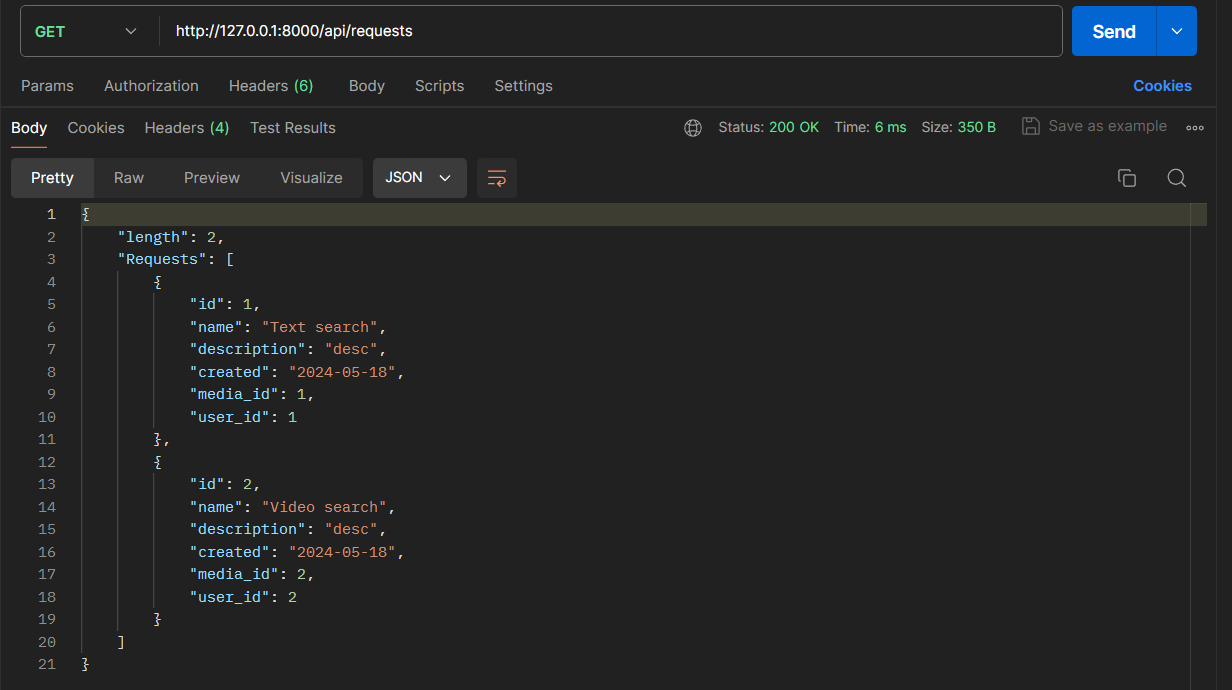 GET http://127.0.0.1:8000/api/requests Send
Params Authorization Headers (6) Body Scripts Settings Cookies
Body Cookies Headers (4) Test Results Status: 200 OK Time: 6 ms Size: 350 B Save as example
Pretty Raw Preview Visualize JSON
1 {
2 "length": 2,
3 "Requests": [
4 {
5 "id": 1,
6 "name": "Text search",
7 "description": "desc",
8 "created": "2024-05-18",
9 "media_id": 1,
10 "user_id": 1
11 },
12 {
13 "id": 2,
14 "name": "Video search",
15 "description": "desc",
16 "created": "2024-05-18",
17 "media_id": 2,
18 "user_id": 2
19 }
20 ]
21 }